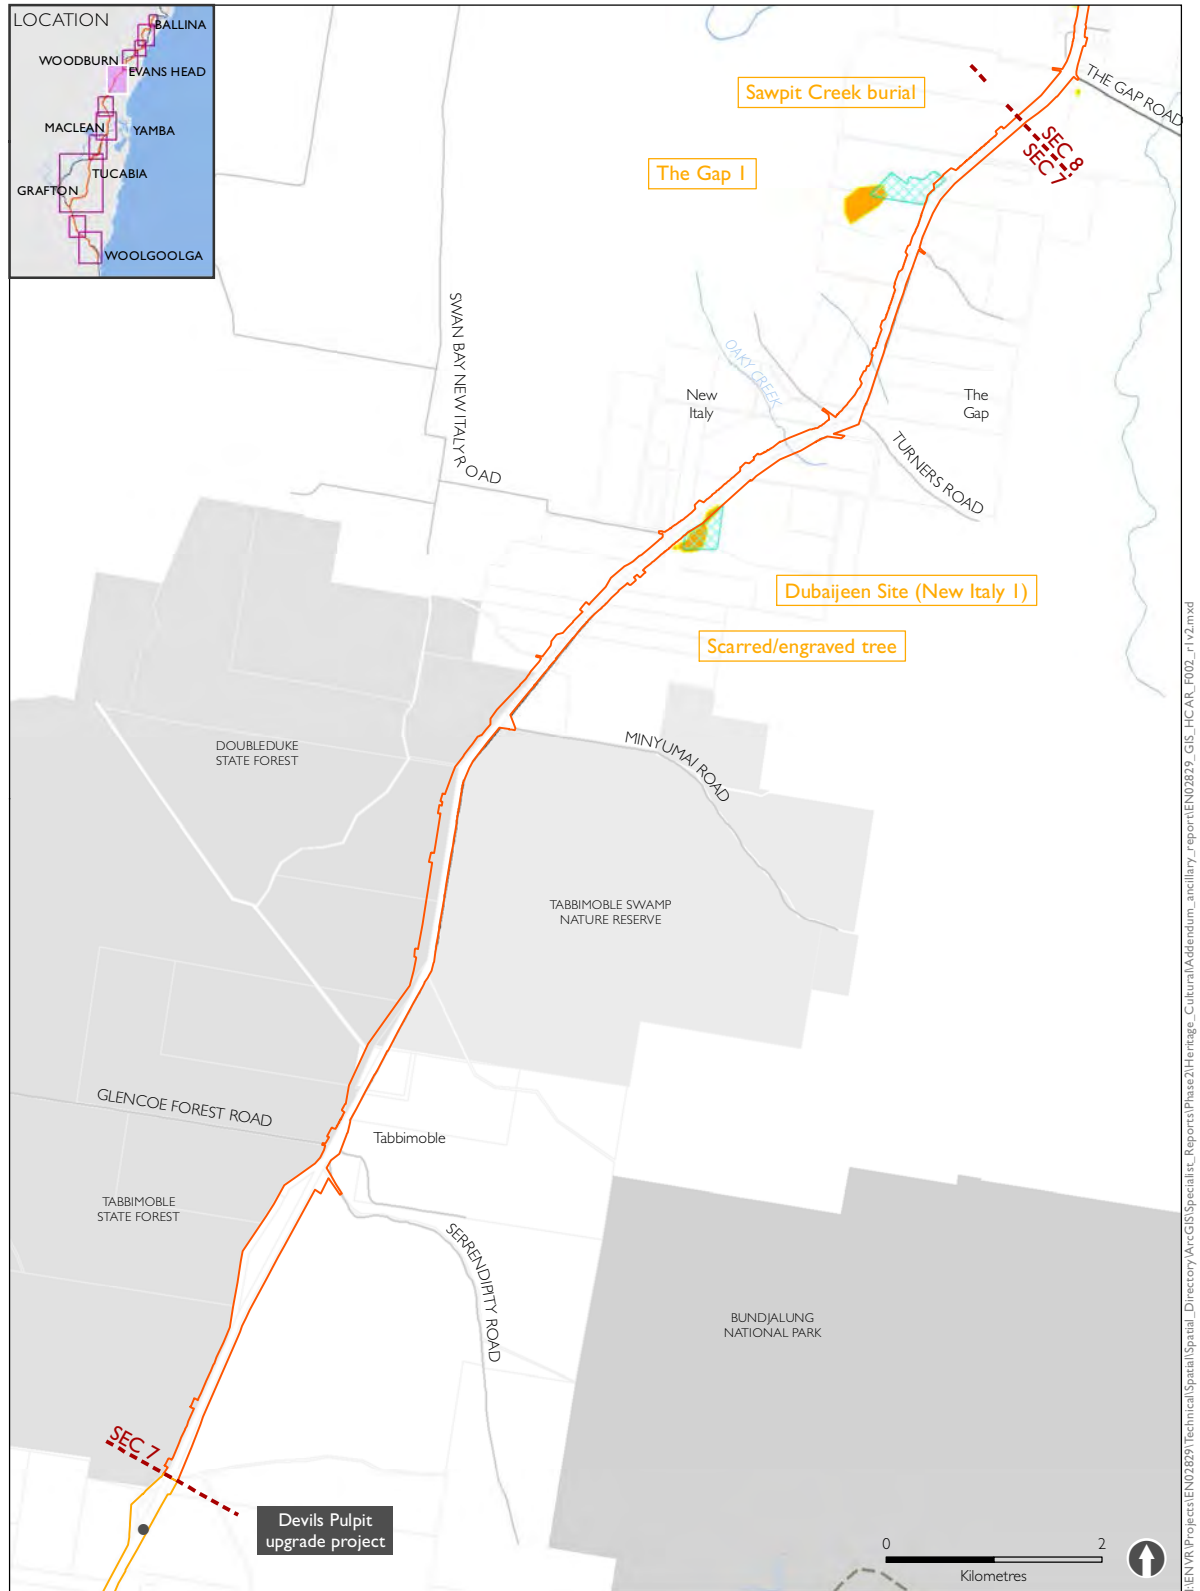 LOCATION
BALLINA
WOODBURN
EVANS HEAD
MACLEAN
YAMBA
TUCABIA
GRAFTON
WOOLGOOLGA
Sawpit Creek burial
THE GAP ROAD
SEC 8
SEC 7
The Gap 1
SWAN BAY NEW ITALY ROAD
OAKY CREEK
New
Italy
The
Gap
TURNERS ROAD
Dubaijeen Site (New Italy 1)
Scarred/engraved tree
MINYUMAI ROAD
DOUBLEDUKE
STATE FOREST
TABBIMOBLE SWAMP
NATURE RESERVE
GLENCOE FOREST ROAD
Tabbimoble
TABBIMOBLE
STATE FOREST
SERRENDIPITY ROAD
BUNDJALUNG
NATIONAL PARK
SEC 7
Devils Pulpit
upgrade project
0 2
Kilometres
I:\ENVR\Projects\EN02829\Technical\Spatial\Spatial_Directory\ArcGIS\Specialist_Reports\Phase2\Heritage_Cultural\Addendum_ancillary_report\EN02829_GIS_HCAR_F002_r1v2.mxd